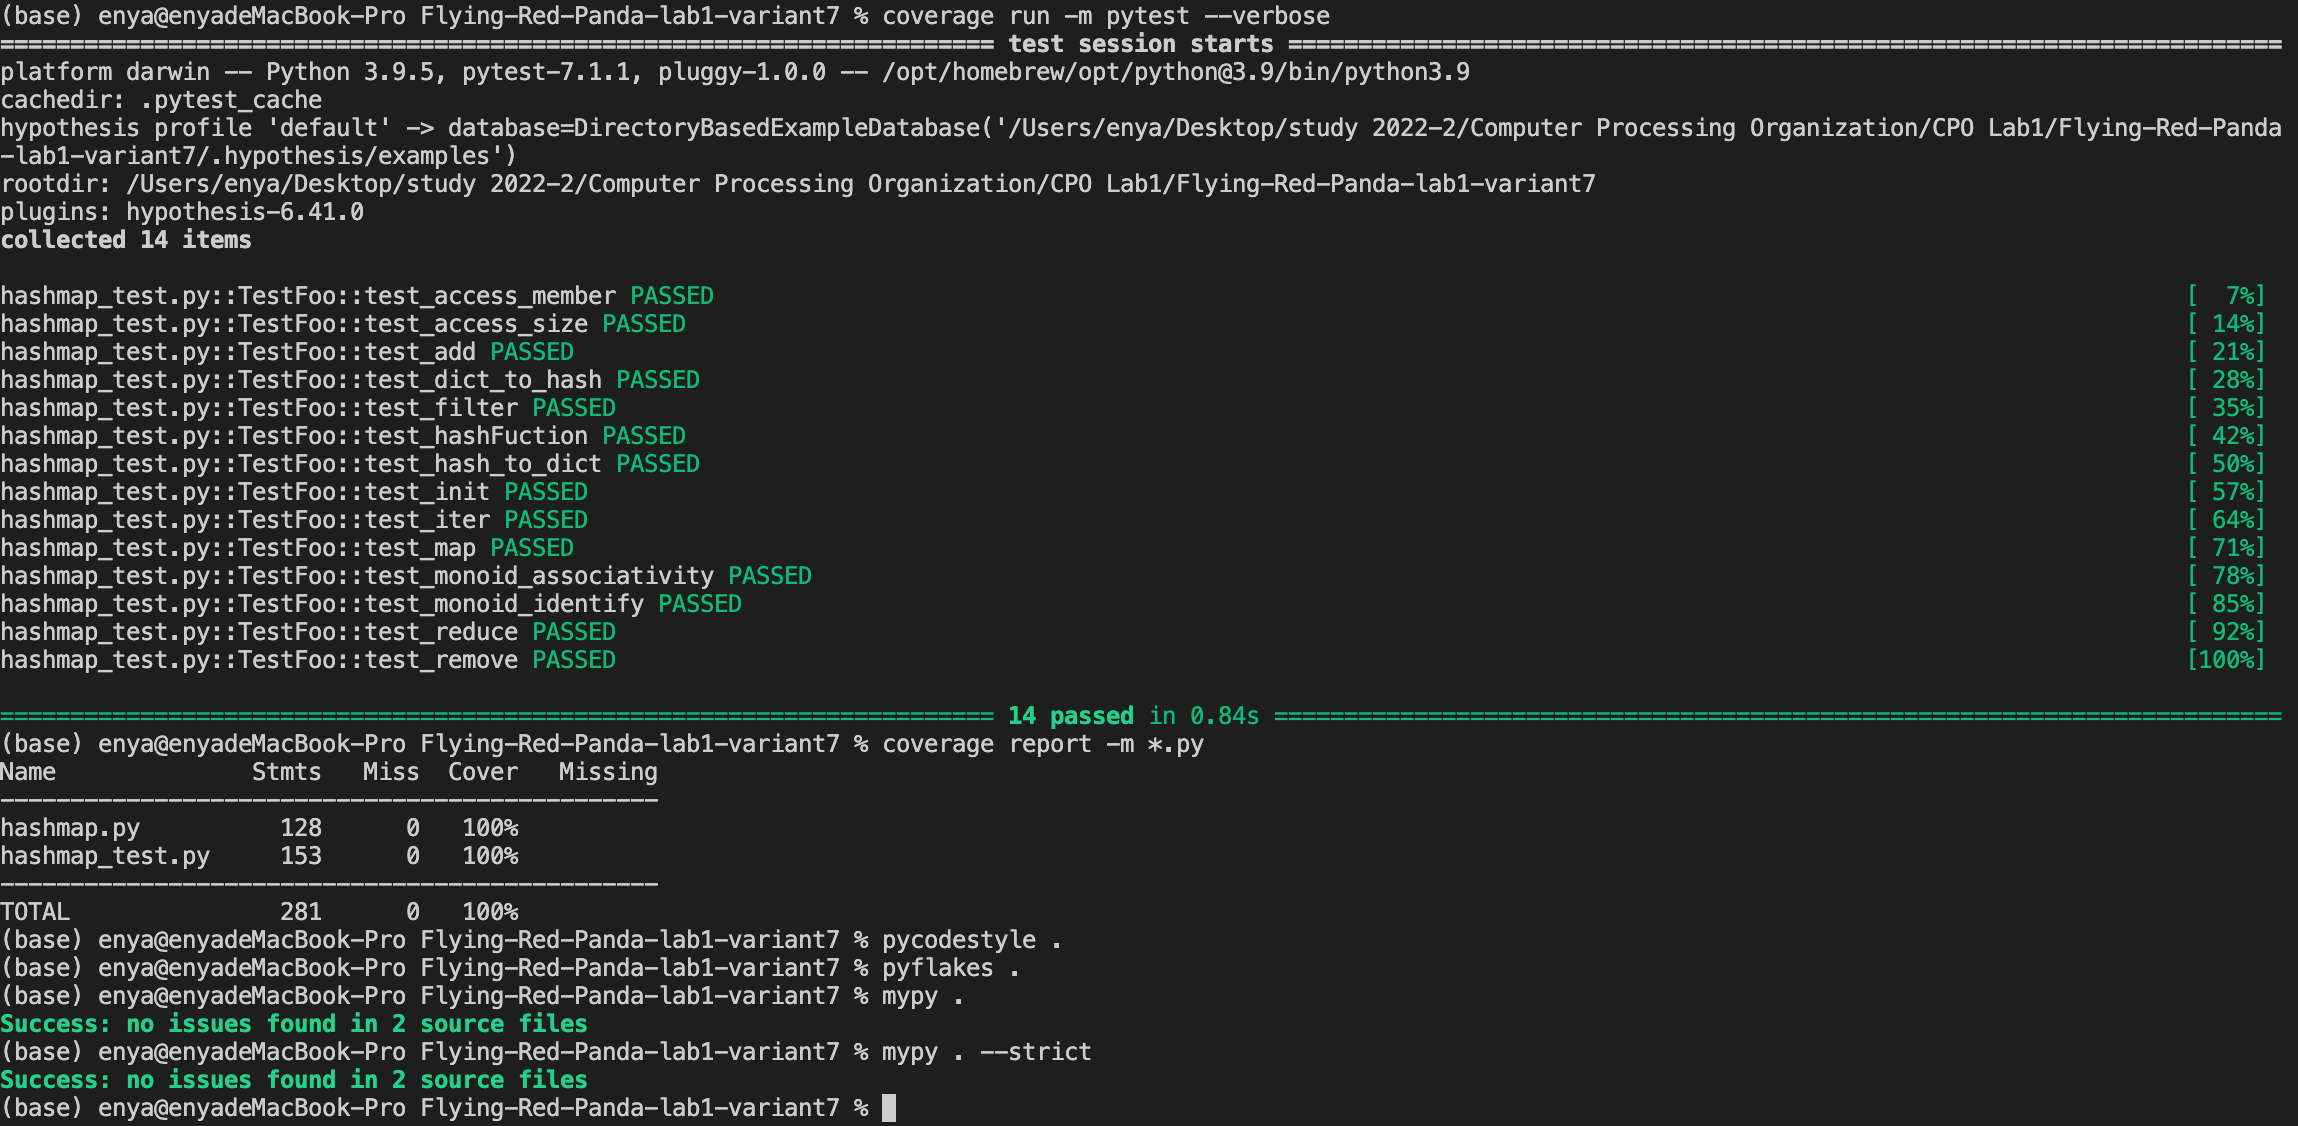 (base) enya@enyadeMacBook-Pro Flying-Red-Panda-lab1-variant7 % coverage run -m pytest --verbose
======================================================================= test session starts =======================================================================
platform darwin -- Python 3.9.5, pytest-7.1.1, pluggy-1.0.0 -- /opt/homebrew/opt/python@3.9/bin/python3.9
cachedir: .pytest_cache
hypothesis profile 'default' -> database=DirectoryBasedExampleDatabase('/Users/enya/Desktop/study 2022-2/Computer Processing Organization/CPO Lab1/Flying-Red-Panda
-lab1-variant7/.hypothesis/examples')
rootdir: /Users/enya/Desktop/study 2022-2/Computer Processing Organization/CPO Lab1/Flying-Red-Panda-lab1-variant7
plugins: hypothesis-6.41.0
collected 14 items
hashmap_test.py::TestFoo::test_access_member PASSED [  7%]
hashmap_test.py::TestFoo::test_access_size PASSED [ 14%]
hashmap_test.py::TestFoo::test_add PASSED [ 21%]
hashmap_test.py::TestFoo::test_dict_to_hash PASSED [ 28%]
hashmap_test.py::TestFoo::test_filter PASSED [ 35%]
hashmap_test.py::TestFoo::test_hashFuction PASSED [ 42%]
hashmap_test.py::TestFoo::test_hash_to_dict PASSED [ 50%]
hashmap_test.py::TestFoo::test_init PASSED [ 57%]
hashmap_test.py::TestFoo::test_iter PASSED [ 64%]
hashmap_test.py::TestFoo::test_map PASSED [ 71%]
hashmap_test.py::TestFoo::test_monoid_associativity PASSED [ 78%]
hashmap_test.py::TestFoo::test_monoid_identify PASSED [ 85%]
hashmap_test.py::TestFoo::test_reduce PASSED [ 92%]
hashmap_test.py::TestFoo::test_remove PASSED [100%]
======================================================================= 14 passed in 0.84s ========================================================================
(base) enya@enyadeMacBook-Pro Flying-Red-Panda-lab1-variant7 % coverage report -m *.py
Name              Stmts   Miss  Cover   Missing
-----------------------------------------------
hashmap.py          128      0   100%
hashmap_test.py     153      0   100%
-----------------------------------------------
TOTAL               281      0   100%
(base) enya@enyadeMacBook-Pro Flying-Red-Panda-lab1-variant7 % pycodestyle .
(base) enya@enyadeMacBook-Pro Flying-Red-Panda-lab1-variant7 % pyflakes .
(base) enya@enyadeMacBook-Pro Flying-Red-Panda-lab1-variant7 % mypy .
Success: no issues found in 2 source files
(base) enya@enyadeMacBook-Pro Flying-Red-Panda-lab1-variant7 % mypy . --strict
Success: no issues found in 2 source files
(base) enya@enyadeMacBook-Pro Flying-Red-Panda-lab1-variant7 %